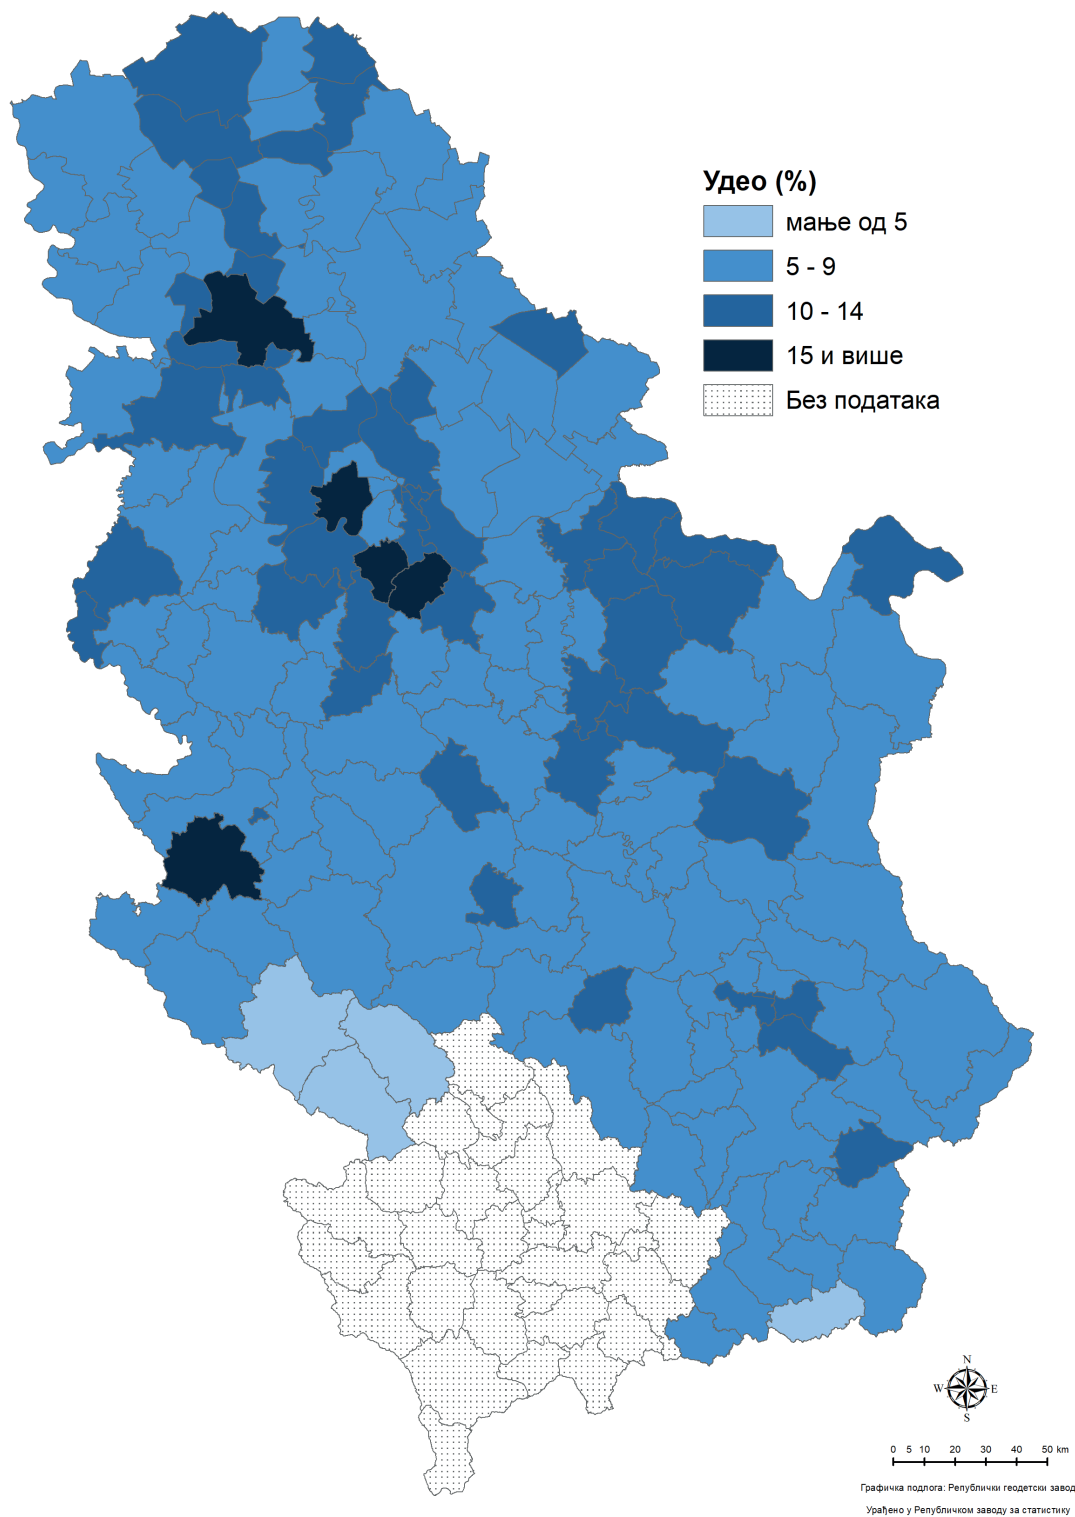 Удео (%)
мање од 5
5 - 9
10 - 14
15 и више
Без података
N
W E
S
0 5 10 20 30 40 50 km
Графичка подлога: Републички геодетски завод
Урађено у Републичком заводу за статистику